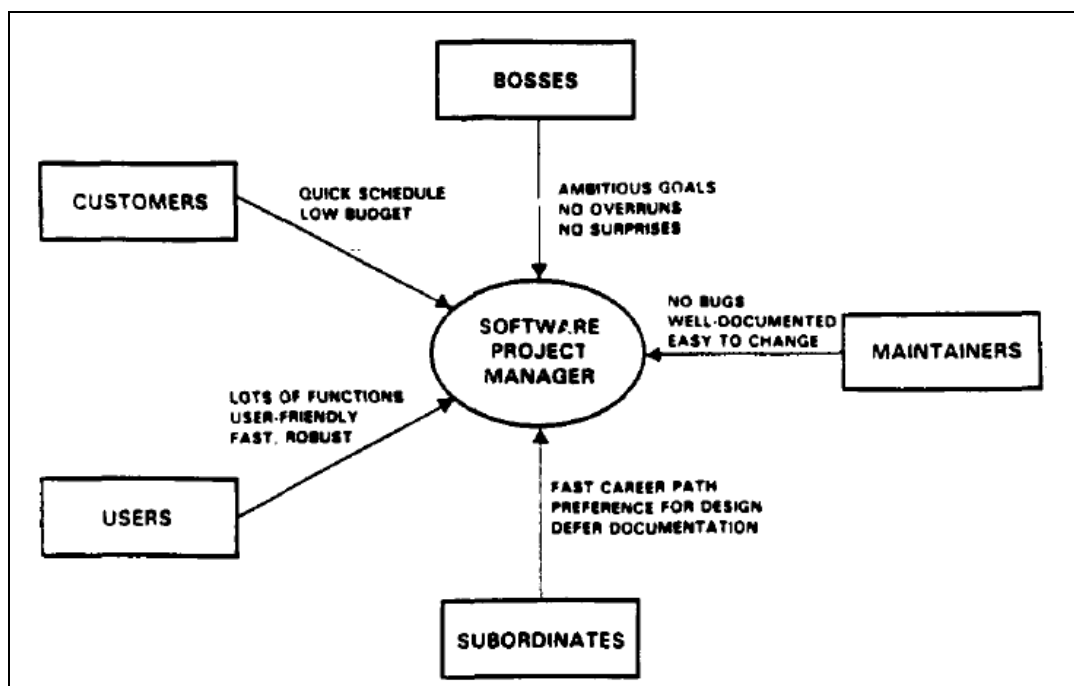 BOSSES
CUSTOMERS
QUICK SCHEDULE
LOW BUDGET
AMBITIOUS GOALS
NO OVERRUNS
NO SURPRISES
SOFTWARE
PROJECT
MANAGER
NO BUGS
WELL-DOCUMENTED
EASY TO CHANGE
MAINTAINERS
LOTS OF FUNCTIONS
USER-FRIENDLY
FAST, ROBUST
USERS
FAST CAREER PATH
PREFERENCE FOR DESIGN
DEFER DOCUMENTATION
SUBORDINATES